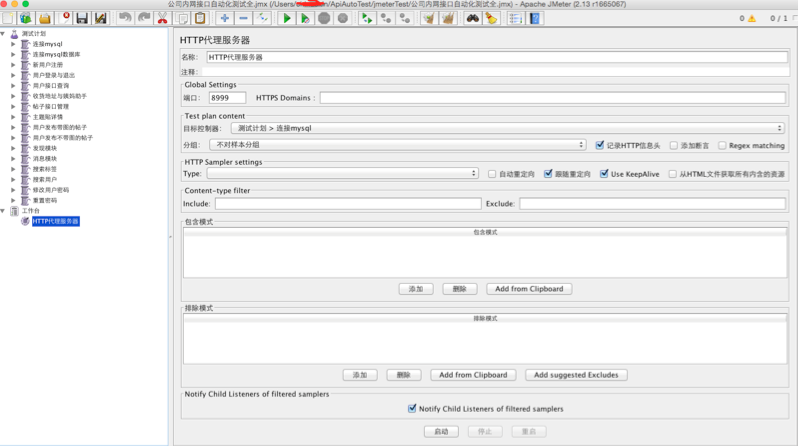 公司内网接口自动化测试全.jmx (/Users/ /ApiAutoTest/jmeterTest/公司内网接口自动化测试全.jmx) - Apache JMeter (2.13 r1665067)
0 0 / 1
测试计划
连接mysql
连接mysql数据库
新用户注册
用户登录与退出
用户接口查询
收货地址与姨妈助手
帖子接口管理
主题贴详情
用户发布带图的帖子
用户发布不带图的帖子
发现模块
消息模块
搜索标签
搜索用户
修改用户密码
重置密码
工作台
HTTP代理服务器
HTTP代理服务器
名称: HTTP代理服务器
注释:
Global Settings
端口: 8999 HTTPS Domains :
Test plan content
目标控制器: 测试计划 > 连接mysql
分组: 不对样本分组 记录HTTP信息头 添加断言 Regex matching
HTTP Sampler settings
Type: 自动重定向 跟随重定向 Use KeepAlive 从HTML文件获取所有内含的资源
Content-type filter
Include: Exclude:
包含模式
包含模式
添加 删除 Add from Clipboard
排除模式
排除模式
添加 删除 Add from Clipboard Add suggested Excludes
Notify Child Listeners of filtered samplers
Notify Child Listeners of filtered samplers
启动 停止 重启